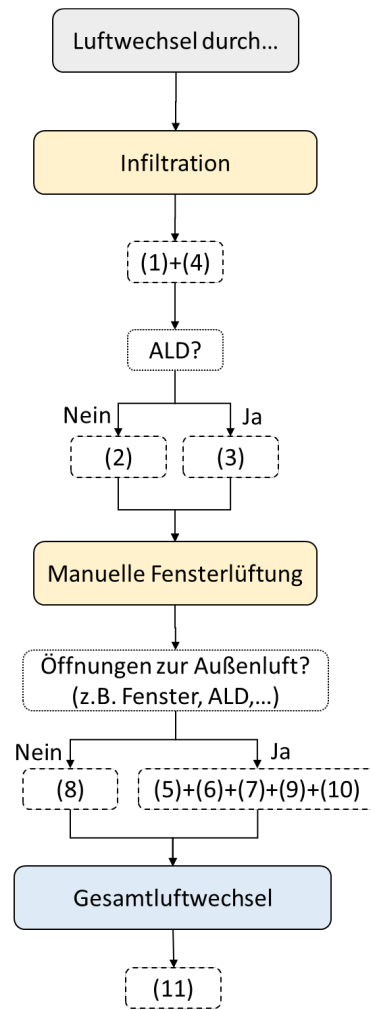 Luftwechsel durch...
Infiltration
(1)+(4)
ALD?
Nein
Ja
(2)
(3)
Manuelle Fensterlüftung
Öffnungen zur Außenluft?
(z.B. Fenster, ALD,...)
Nein
Ja
(8)
(5)+(6)+(7)+(9)+(10)
Gesamtluftwechsel
(11)